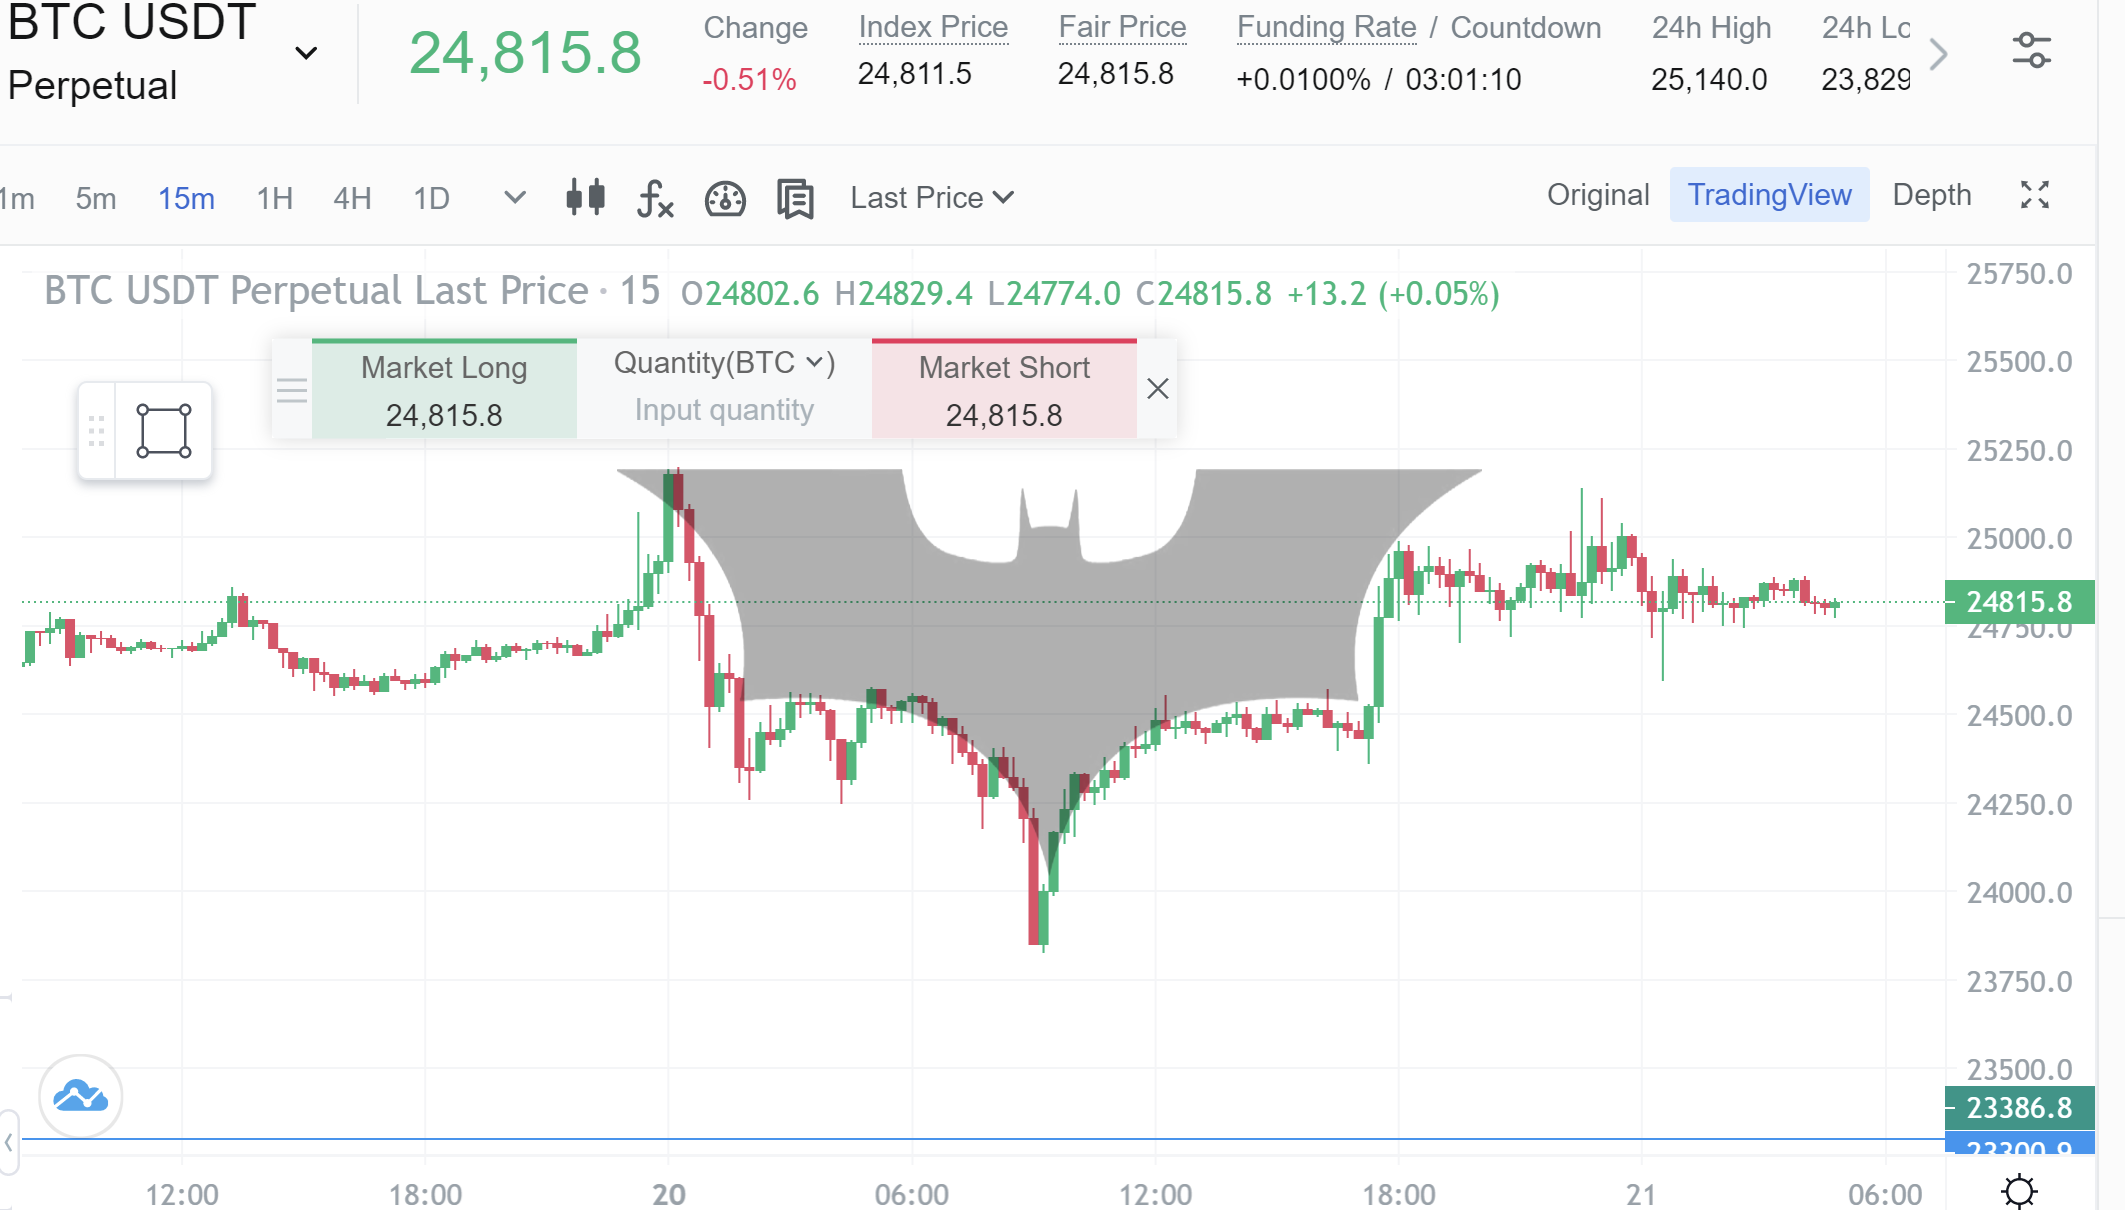 BTC USDT
Perpetual
24,815.8
Change
-0.51%
Index Price
24,811.5
Fair Price
24,815.8
Funding Rate / Countdown
+0.0100% / 03:01:10
24h High
25,140.0
24h Lo
23,829
1m 5m 15m 1H 4H 1D Last Price Original TradingView Depth
BTC USDT Perpetual Last Price · 15 O24802.6 H24829.4 L24774.0 C24815.8 +13.2 (+0.05%)
Market Long
24,815.8
Quantity(BTC)
Input quantity
Market Short
24,815.8
25750.0
25500.0
25250.0
25000.0
24815.8
24750.0
24500.0
24250.0
24000.0
23750.0
23500.0
23386.8
23300.9
12:00 18:00 20 06:00 12:00 18:00 21 06:00